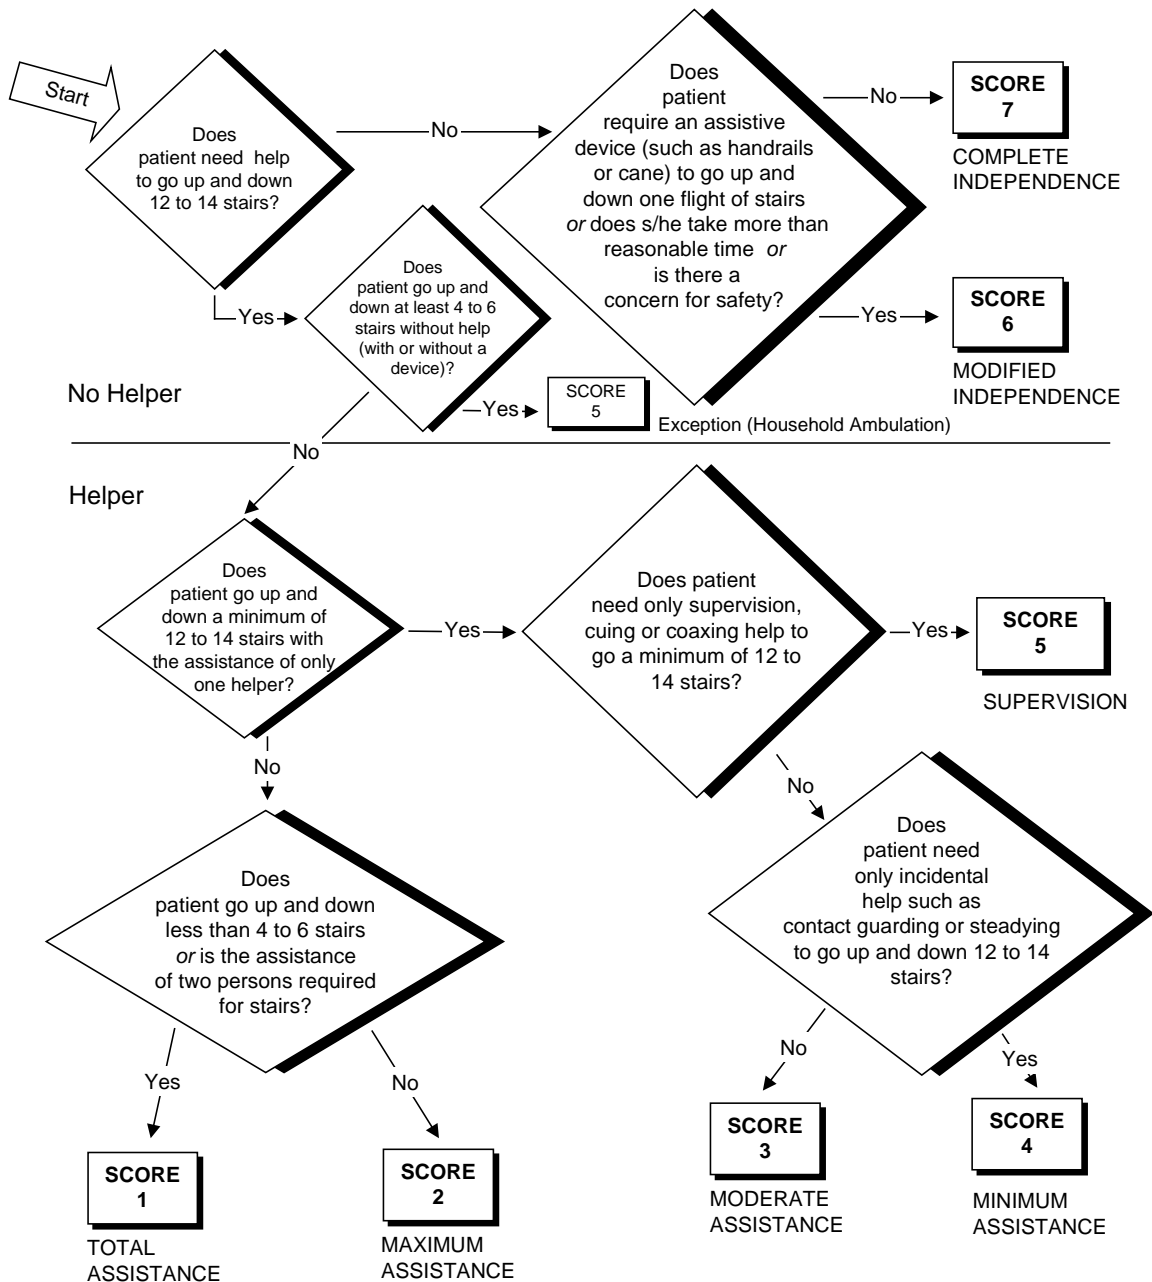 Start
Does
patient need help
to go up and down
12 to 14 stairs?
No
Does
patient
require an assistive
device (such as handrails
or cane) to go up and
down one flight of stairs
or does s/he take more than
reasonable time or
is there a
concern for safety?
No
SCORE
7
COMPLETE
INDEPENDENCE
Yes
SCORE
6
MODIFIED
INDEPENDENCE
Yes
Does
patient go up and
down at least 4 to 6
stairs without help
(with or without a
device)?
Yes
SCORE
5
Exception (Household Ambulation)
No Helper
No
Helper
Does
patient go up and
down a minimum of
12 to 14 stairs with
the assistance of only
one helper?
Yes
Does patient
need only supervision,
cuing or coaxing help to
go a minimum of 12 to
14 stairs?
Yes
SCORE
5
SUPERVISION
No
No
Does
patient need
only incidental
help such as
contact guarding or steadying
to go up and down 12 to 14
stairs?
Does
patient go up and down
less than 4 to 6 stairs
or is the assistance
of two persons required
for stairs?
Yes
No
No
Yes
SCORE
1
TOTAL
ASSISTANCE
SCORE
2
MAXIMUM
ASSISTANCE
SCORE
3
MODERATE
ASSISTANCE
SCORE
4
MINIMUM
ASSISTANCE